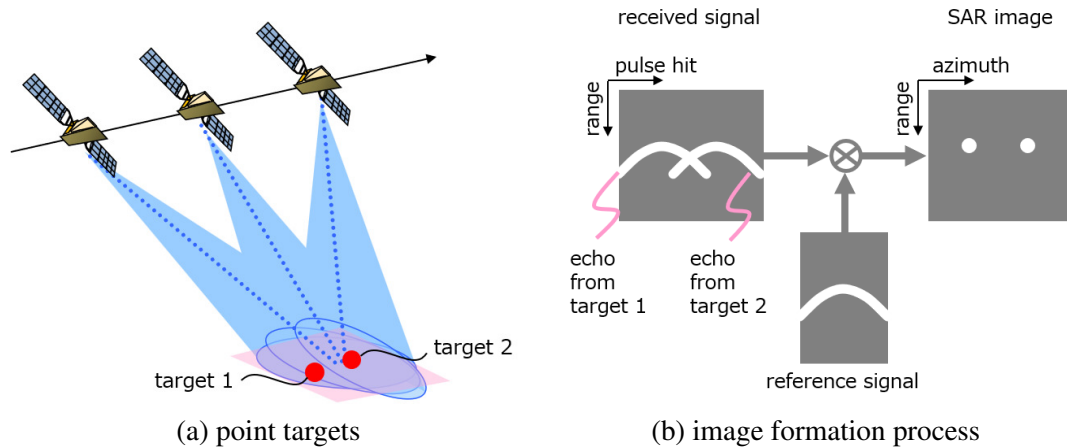 target 1
target 2
(a) point targets
received signal
SAR image
pulse hit
range
azimuth
range
echo
from
target 1
echo
from
target 2
reference signal
(b) image formation process